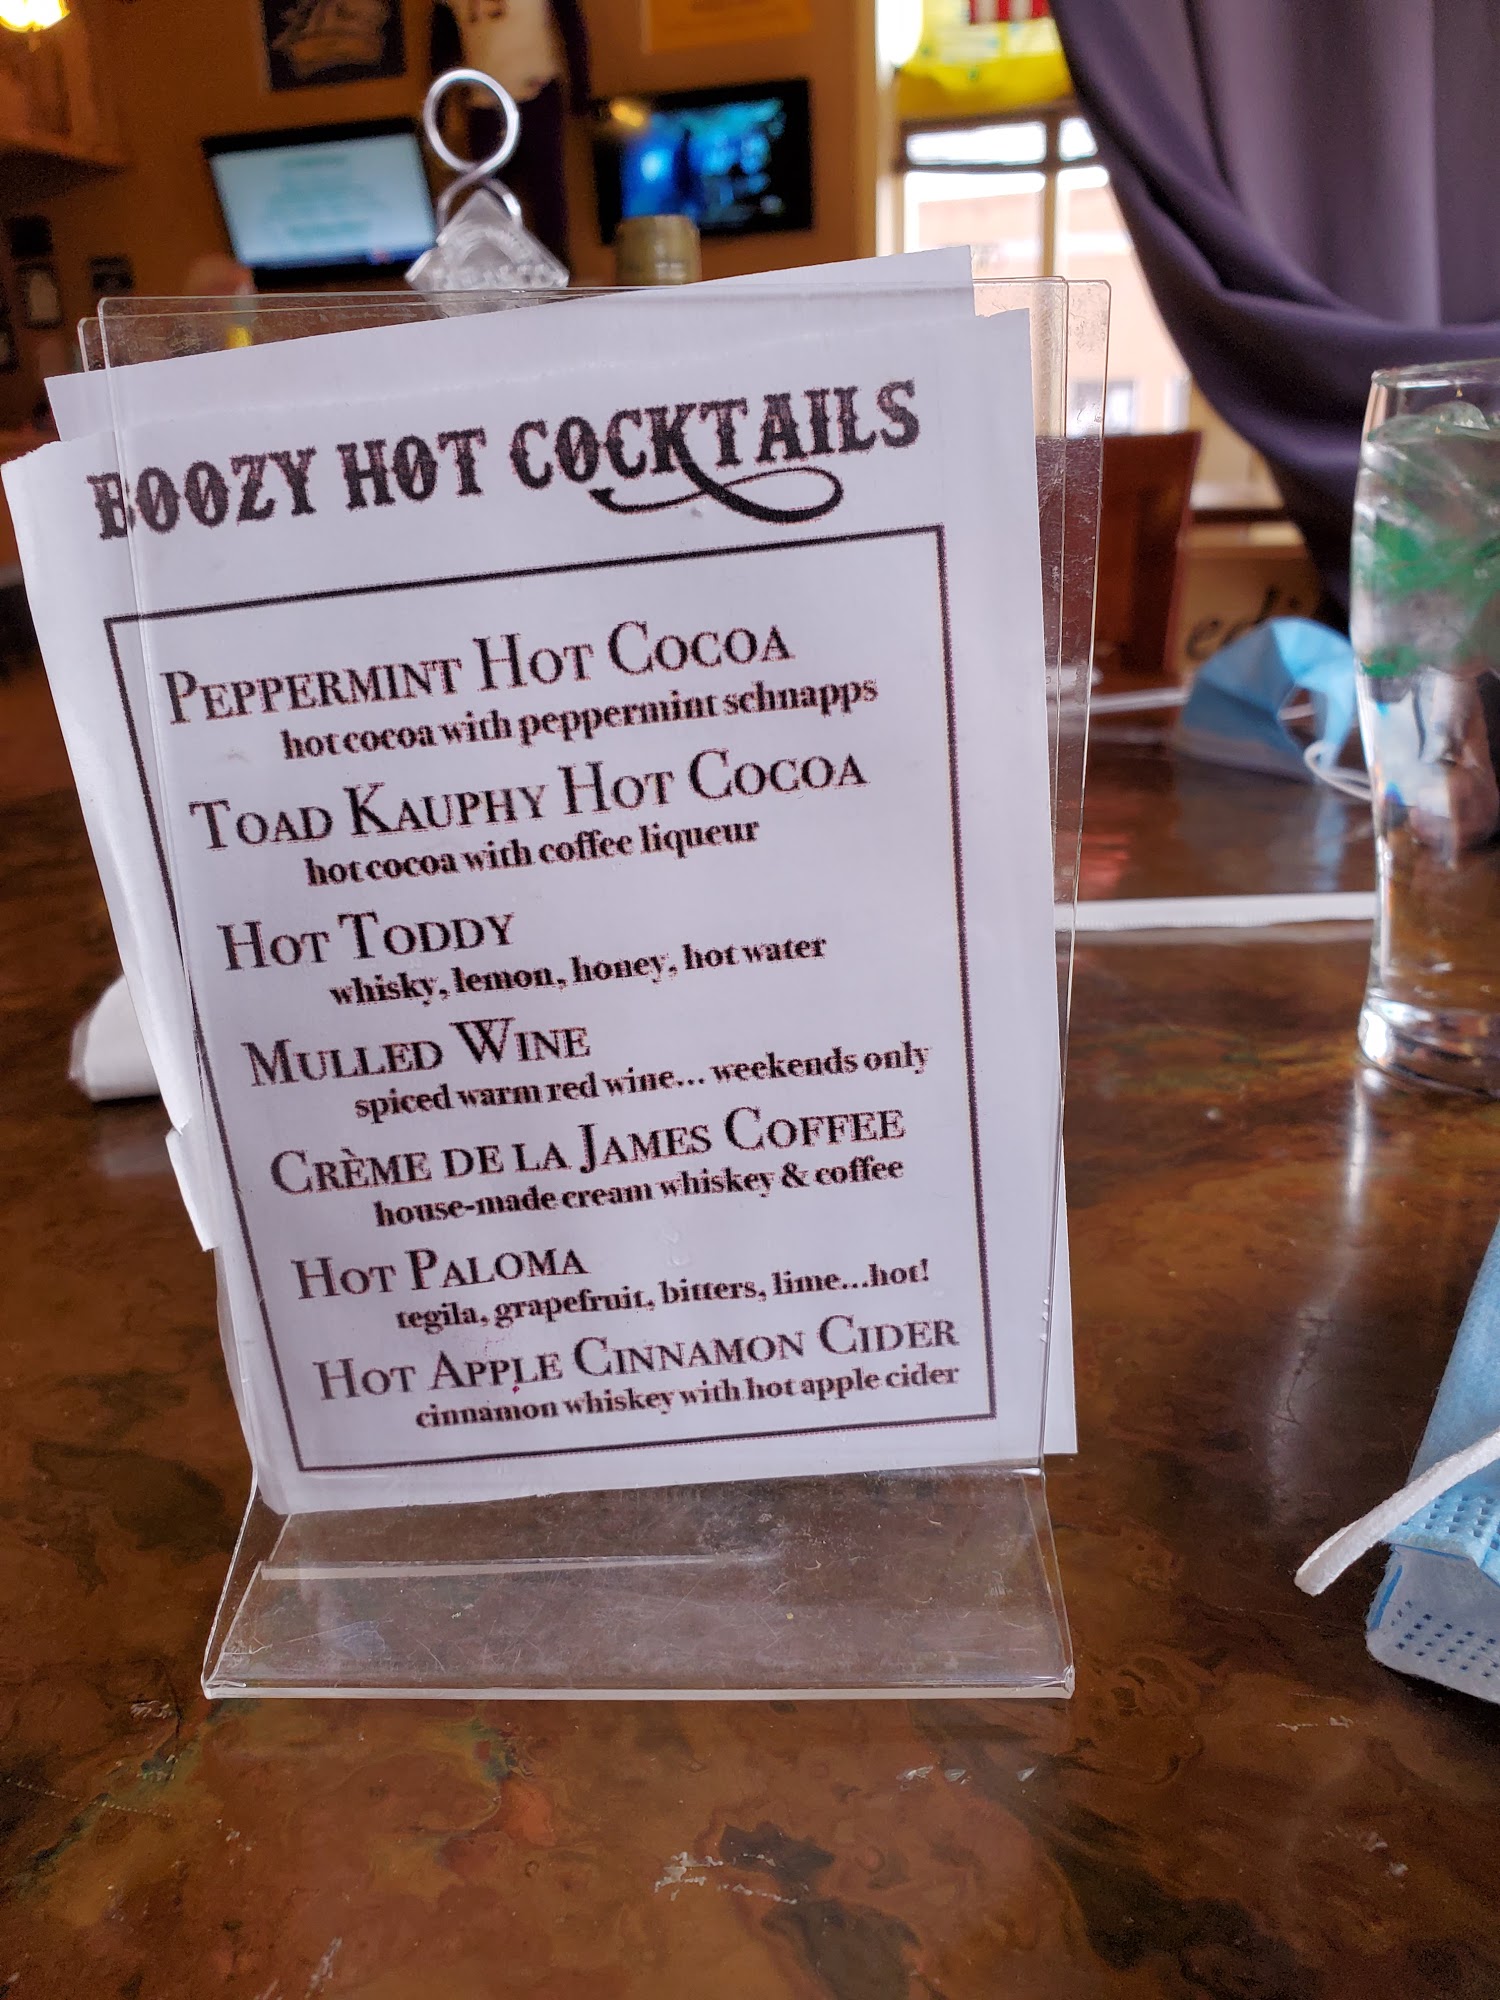 BOOZY HOT COCKTAILS
PEPPERMINT HOT COCOA
hot cocoa with peppermint schnapps
TOAD KAUPHY HOT COCOA
hot cocoa with coffee liqueur
HOT TODDY
whisky, lemon, honey, hot water
MULLED WINE
spiced warm red wine... weekends only
CRÈME DE LA JAMES COFFEE
house-made cream whiskey & coffee
HOT PALOMA
tegila, grapefruit, bitters, lime...hot!
HOT APPLE CINNAMON CIDER
cinnamon whiskey with hot apple cider